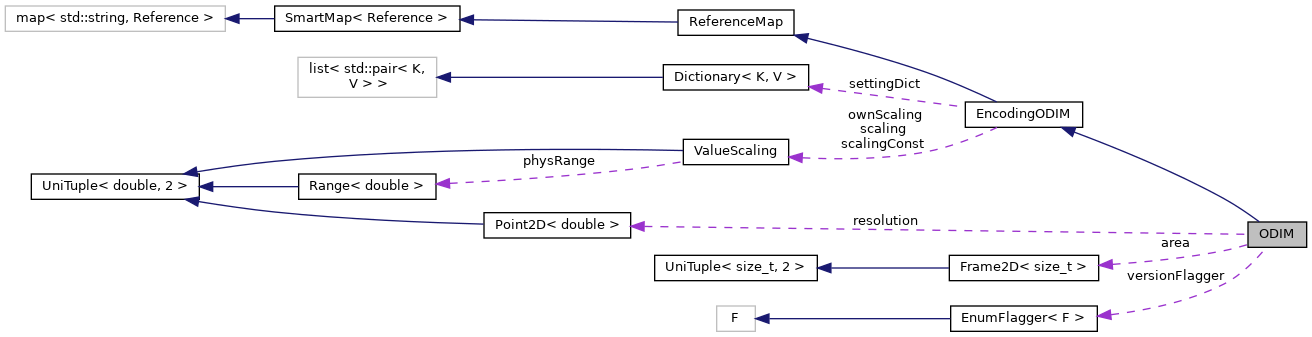 map< std::string, Reference >
SmartMap< Reference >
ReferenceMap
list< std::pair< K,
V > >
Dictionary< K, V >
settingDict
EncodingODIM
ownScaling
scaling
scalingConst
ValueScaling
physRange
UniTuple< double, 2 >
Range< double >
Point2D< double >
resolution
ODIM
area
UniTuple< size_t, 2 >
Frame2D< size_t >
versionFlagger
F
EnumFlagger< F >